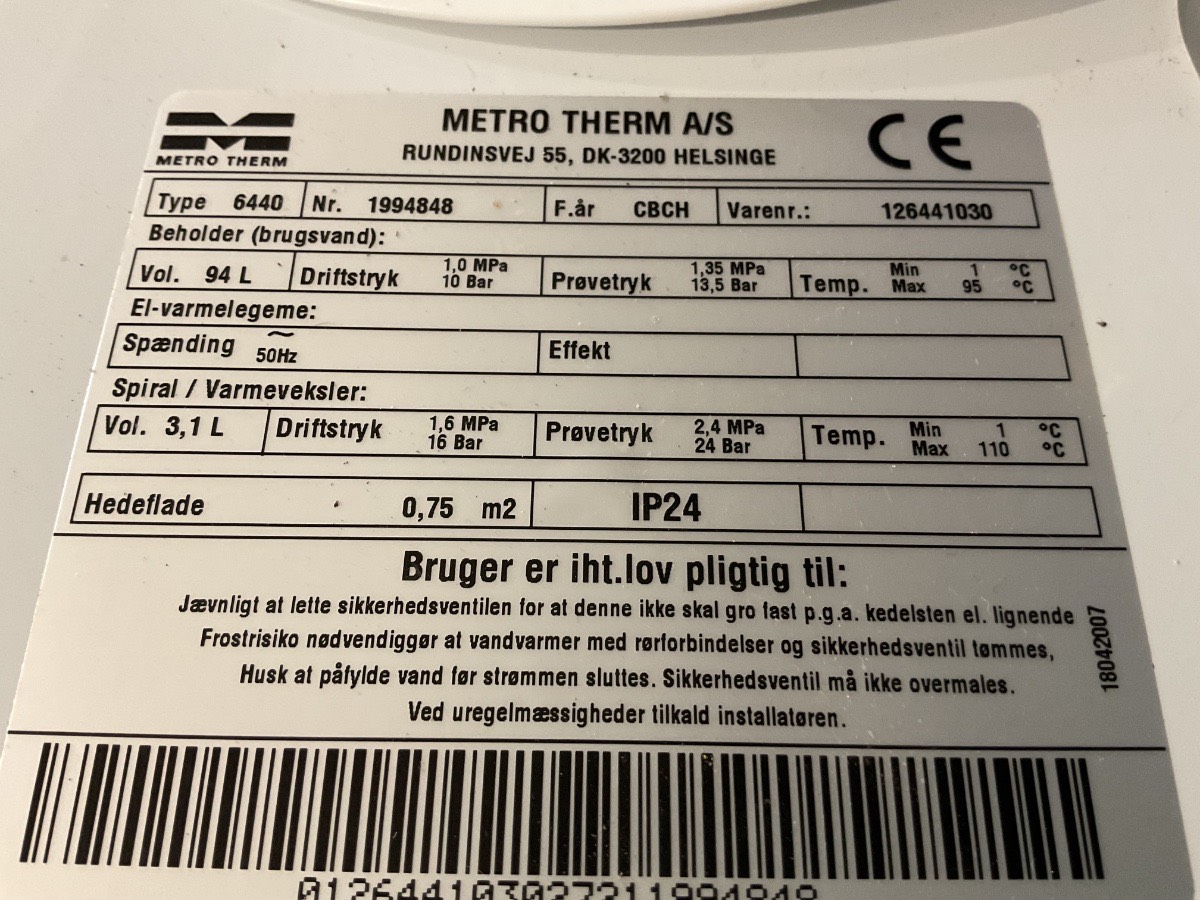 METRO THERM A/S
METRO THERM
RUNDINSVEJ 55, DK-3200 HELSINGE
CE
Type 6440 Nr. 1994848 F.år CBCH Varenr.: 126441030
Beholder (brugsvand):
Vol. 94 L Driftstryk 1,0 MPa 10 Bar Prøvetryk 1,35 MPa 13,5 Bar Temp. Min 1 °C Max 95 °C
El-varmelegeme:
Spænding ~ 50Hz Effekt
Spiral / Varmeveksler:
Vol. 3,1 L Driftstryk 1,6 MPa 16 Bar Prøvetryk 2,4 MPa 24 Bar Temp. Min 1 °C Max 110 °C
Hedeflade 0,75 m2 IP24
Bruger er iht.lov pligtig til:
Jævnligt at lette sikkerhedsventilen for at denne ikke skal gro fast p.g.a. kedelsten el. lignende
Frostrisiko nødvendiggør at vandvarmer med rørforbindelser og sikkerhedsventil tømmes,
Husk at påfylde vand før strømmen sluttes. Sikkerhedsventil må ikke overmales.
Ved uregelmæssigheder tilkald installatøren.
18042007
012644103027211994848